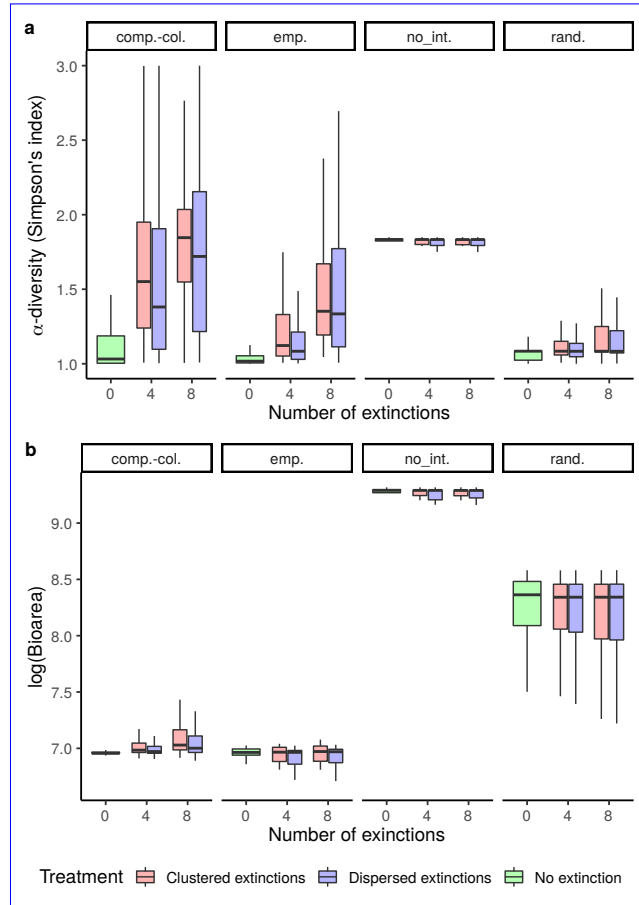 a
comp.-col. emp. no_int. rand.
α-diversity (Simpson's index)
3.0
2.5
2.0
1.5
1.0
0 4 8 0 4 8 0 4 8 0 4 8
Number of extinctions
b
comp.-col. emp. no_int. rand.
log(Bioarea)
9.0
8.5
8.0
7.5
7.0
0 4 8 0 4 8 0 4 8 0 4 8
Number of exinctions
Treatment Clustered extinctions Dispersed extinctions No extinction